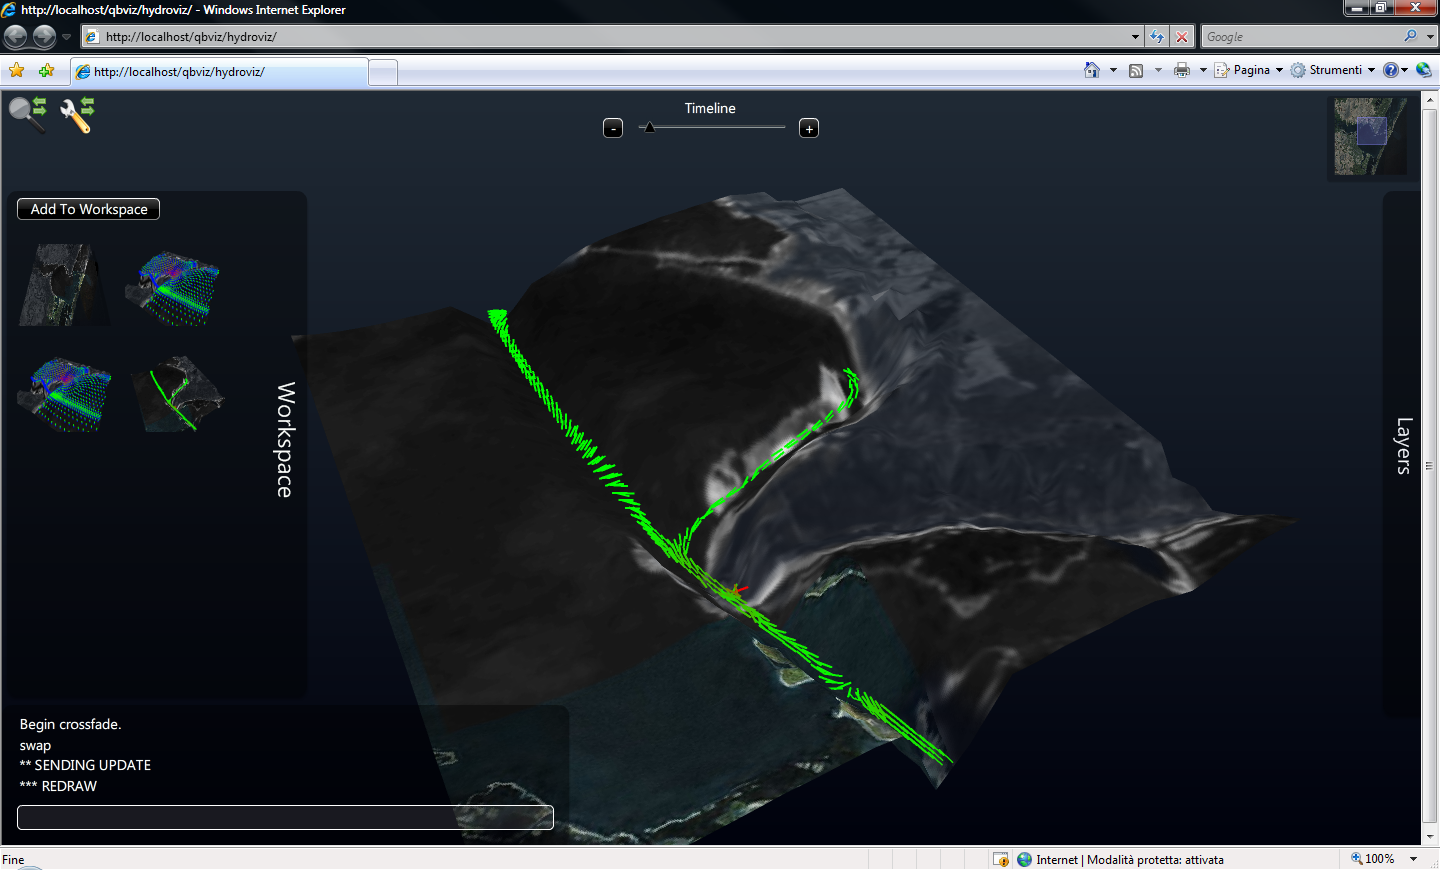 http://localhost/qbviz/hydroviz/ - Windows Internet Explorer
http://localhost/qbviz/hydroviz/
Google
http://localhost/qbviz/hydroviz/
Pagina
Strumenti
Timeline
-
+
Add To Workspace
Workspace
Layers
Begin crossfade.
swap
** SENDING UPDATE
*** REDRAW
Fine
Internet | Modalità protetta: attivata
100%